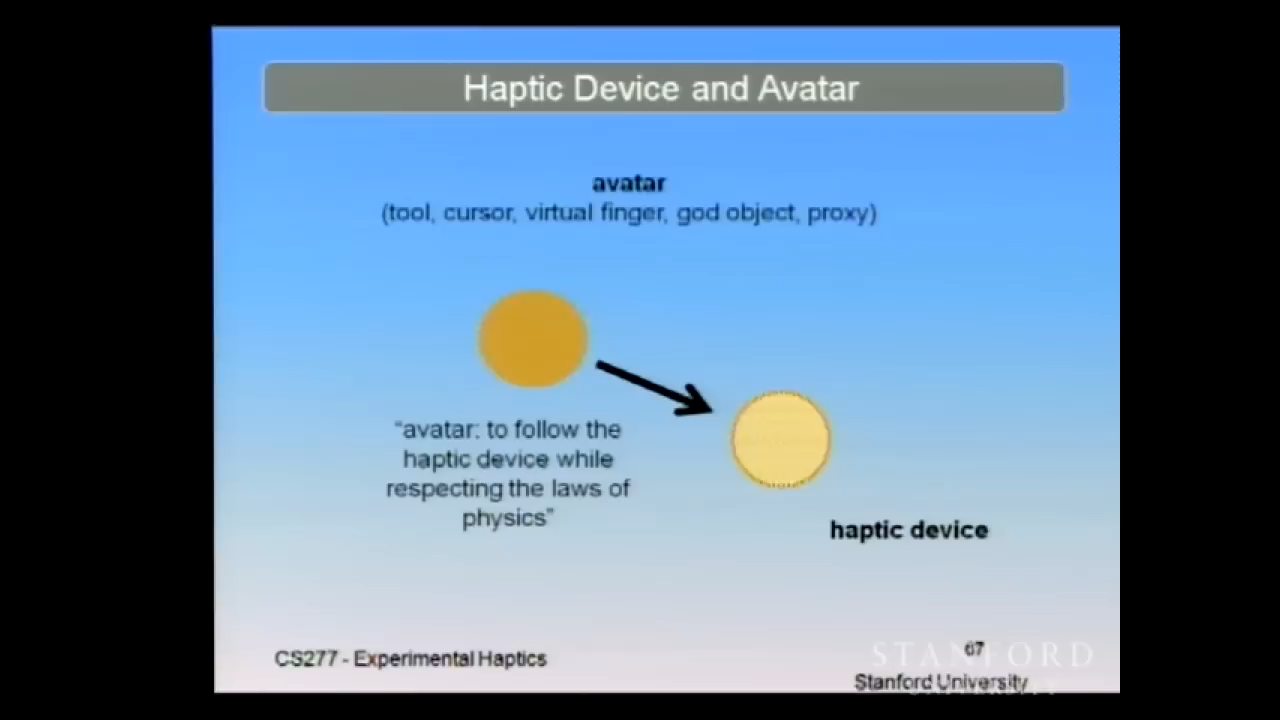 Haptic Device and Avatar
avatar
(tool, cursor, virtual finger, god object, proxy)
“avatar: to follow the
haptic device while
respecting the laws of
physics”
haptic device
CS277 - Experimental Haptics
67
STANFORD
Stanford University